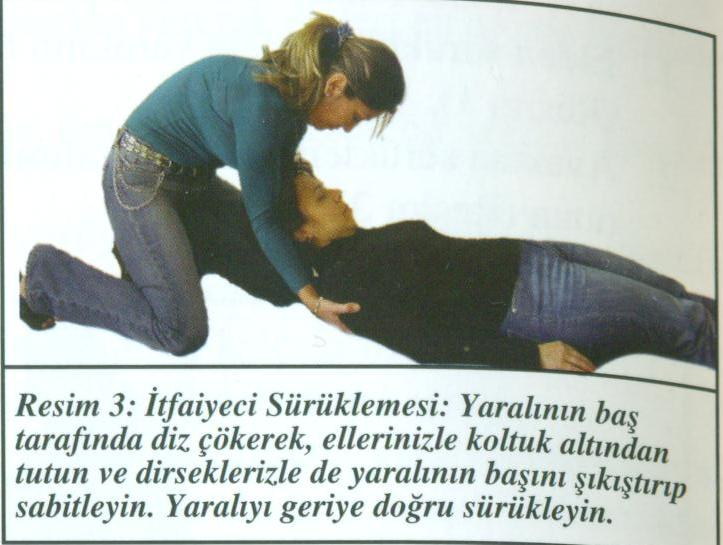 Resim 3: İtfaiyeci Sürüklemesi: Yaralının baş
tarafında diz çökerek, ellerinizle koltuk altından
tutun ve dirseklerizle de yaralının başını şıkıştırıp
sabitleyin. Yaralıyı geriye doğru sürükleyin.